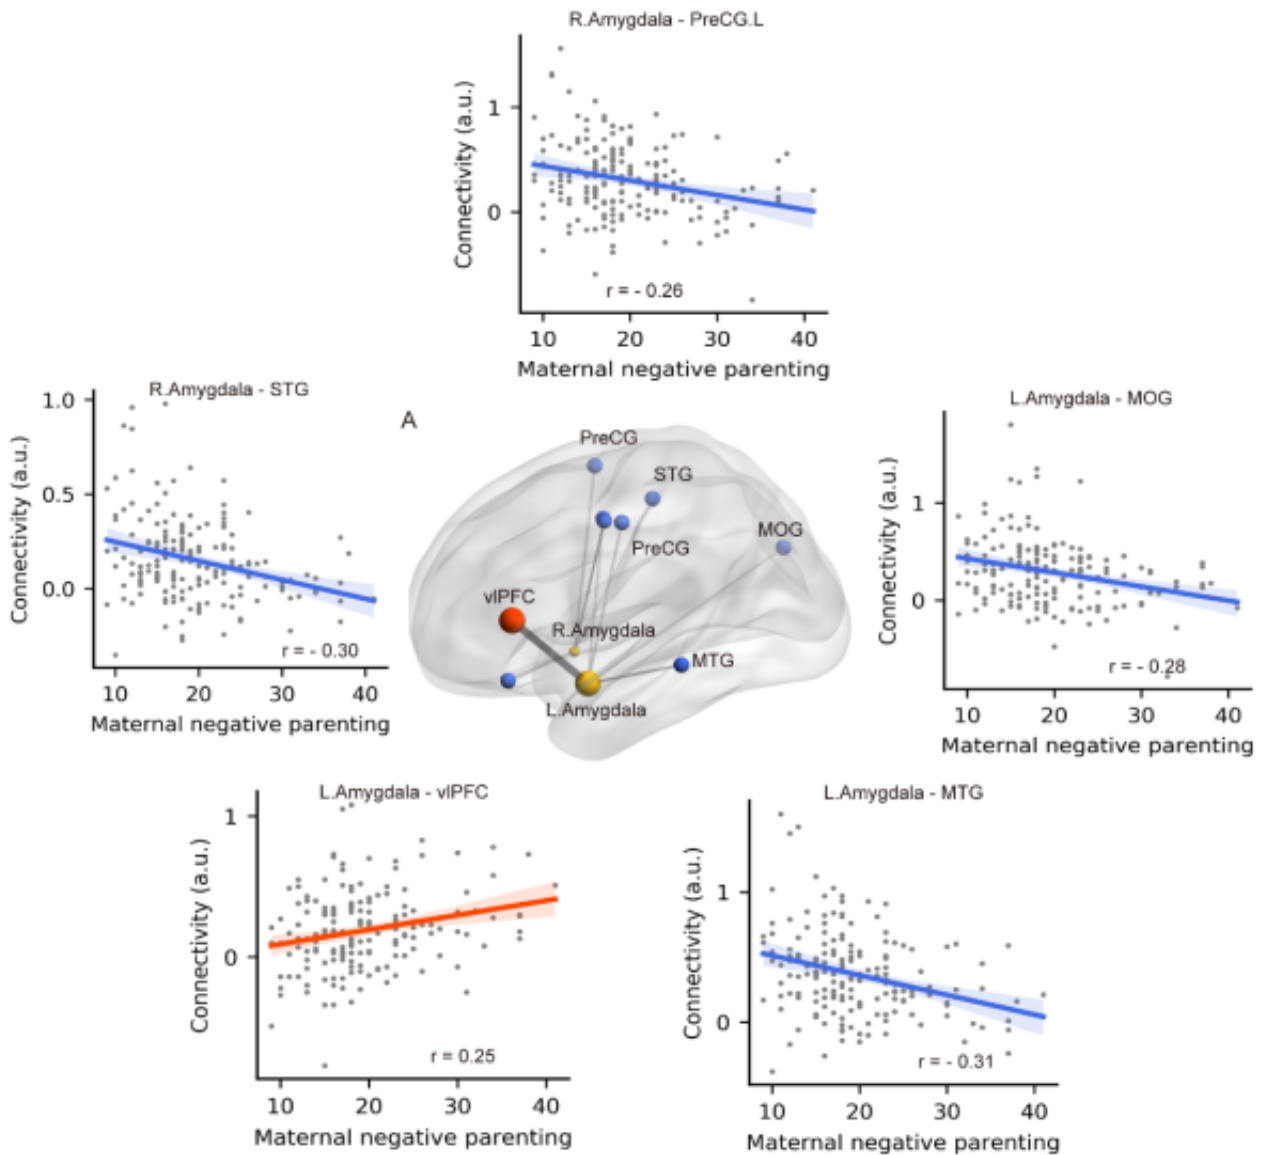 R.Amygdala - PreCG.L
Connectivity (a.u.)
1
0
r = - 0.26
10 20 30 40
Maternal negative parenting
R.Amygdala - STG
Connectivity (a.u.)
1.0
0.5
0.0
r = - 0.30
10 20 30 40
Maternal negative parenting
A
PreCG
STG
PreCG
MOG
vlPFC
R.Amygdala
MTG
L.Amygdala
L.Amygdala - MOG
Connectivity (a.u.)
1
0
r = - 0.28
10 20 30 40
Maternal negative parenting
L.Amygdala - vlPFC
Connectivity (a.u.)
1
0
r = 0.25
10 20 30 40
Maternal negative parenting
L.Amygdala - MTG
Connectivity (a.u.)
1
0
r = - 0.31
10 20 30 40
Maternal negative parenting